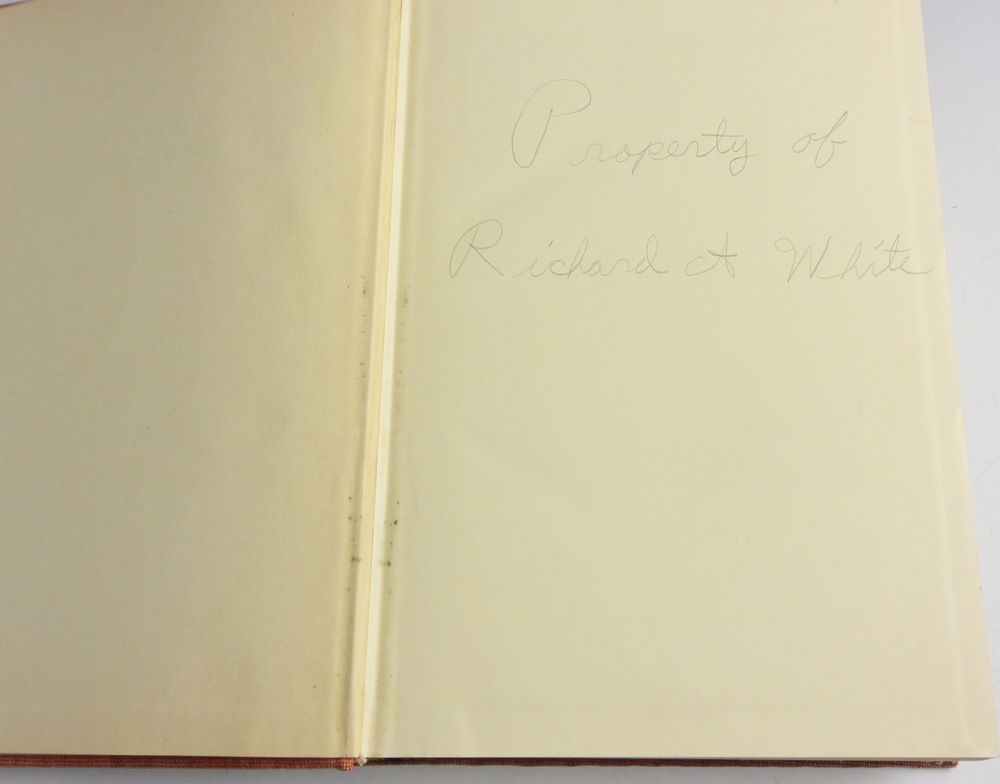 Property of
Richard A White